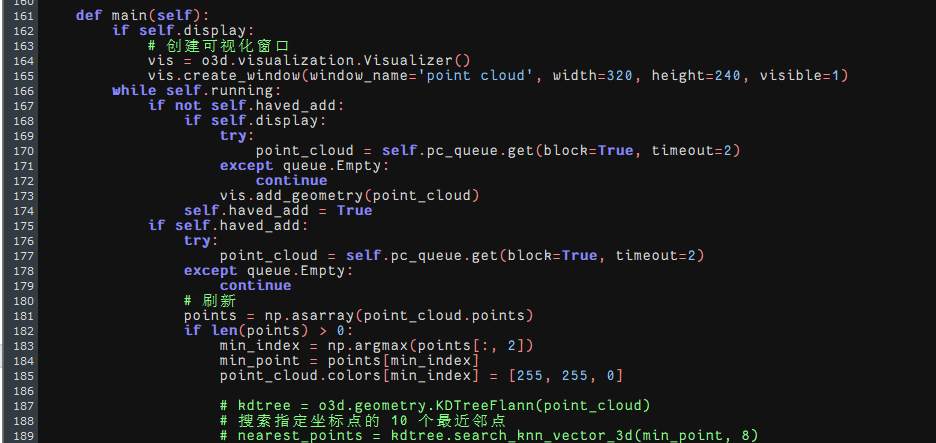 160
161 def main(self):
162 if self.display:
163 # 创建可视化窗口
164 vis = o3d.visualization.Visualizer()
165 vis.create_window(window_name='point cloud', width=320, height=240, visible=1)
166 while self.running:
167 if not self.haved_add:
168 if self.display:
169 try:
170 point_cloud = self.pc_queue.get(block=True, timeout=2)
171 except queue.Empty:
172 continue
173 vis.add_geometry(point_cloud)
174 self.haved_add = True
175 if self.haved_add:
176 try:
177 point_cloud = self.pc_queue.get(block=True, timeout=2)
178 except queue.Empty:
179 continue
180 # 刷新
181 points = np.asarray(point_cloud.points)
182 if len(points) > 0:
183 min_index = np.argmax(points[:, 2])
184 min_point = points[min_index]
185 point_cloud.colors[min_index] = [255, 255, 0]
186
187 # kdtree = o3d.geometry.KDTreeFlann(point_cloud)
188 # 搜索指定坐标点的 10 个最近邻点
189 # nearest_points = kdtree.search_knn_vector_3d(min_point, 8)